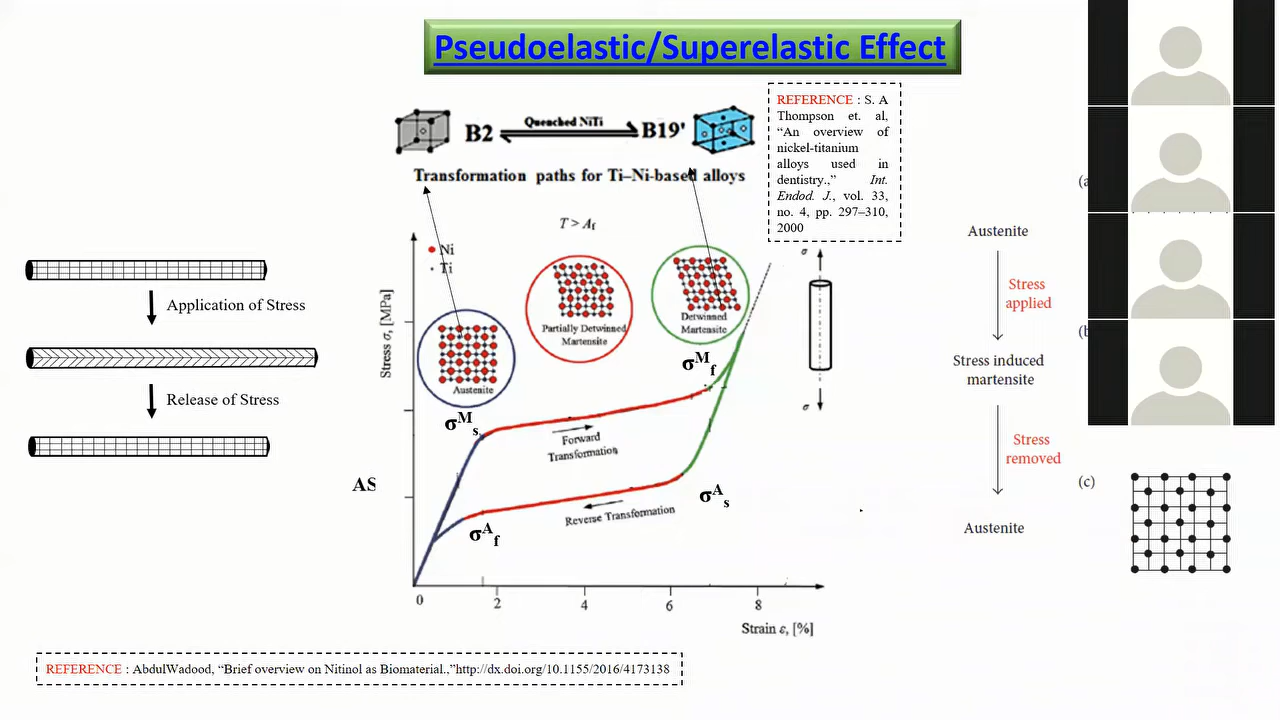 Pseudoelastic/Superelastic Effect
B2
Quenched NiTi
B19'
Transformation paths for Ti–Ni-based alloys
REFERENCE : S. A
Thompson et. al,
“An overview of
nickel-titanium
alloys used in
dentistry.,” Int.
Endod. J., vol. 33,
no. 4, pp. 297–310,
2000
Application of Stress
Release of Stress
T > Af
Ni
Ti
Stress σ, [MPa]
Austenite
Partially Detwinned
Martensite
Detwinned
Martensite
σMs
σMf
Forward
Transformation
AS
σAs
σAf
Reverse Transformation
0
2
4
6
8
Strain ε, [%]
σ
σ
Austenite
Stress
applied
Stress induced
martensite
Stress
removed
Austenite
(a
(b
(c)
REFERENCE : AbdulWadood, “Brief overview on Nitinol as Biomaterial.,”http://dx.doi.org/10.1155/2016/4173138